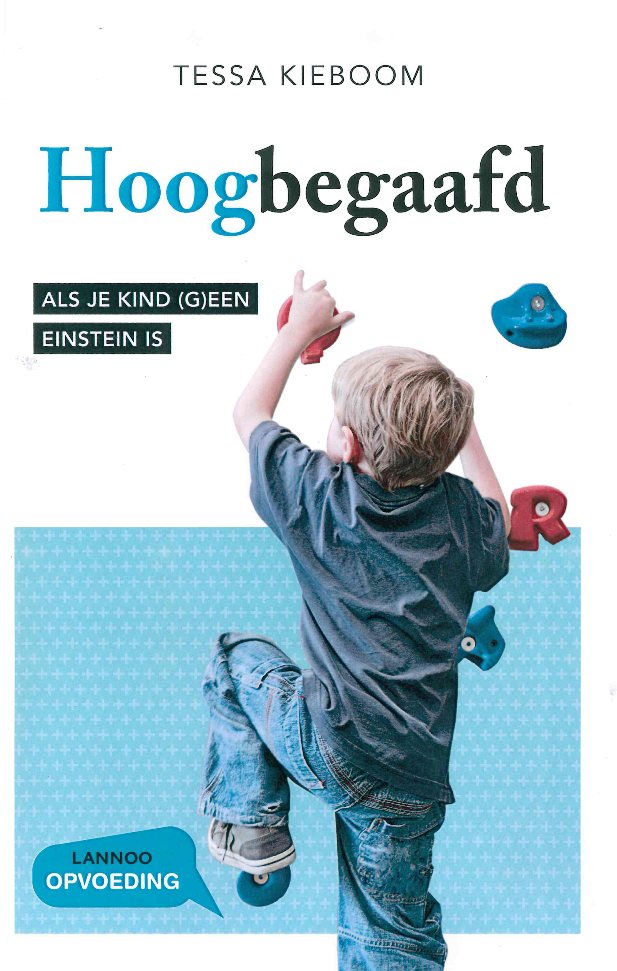 TESSA KIEBOOM
Hoogbegaafd
ALS JE KIND (G)EEN
EINSTEIN IS
R
LANNOO
OPVOEDING